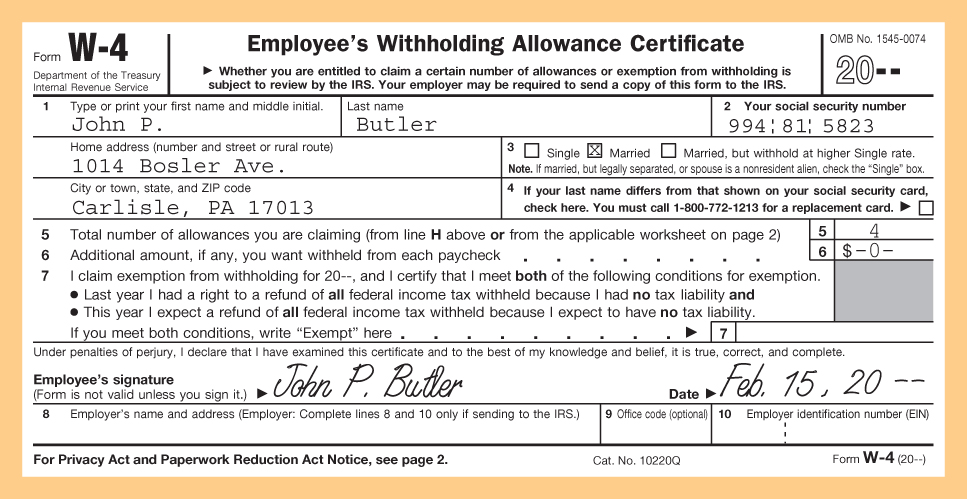 Form W-4
Department of the Treasury
Internal Revenue Service
Employee's Withholding Allowance Certificate
▶ Whether you are entitled to claim a certain number of allowances or exemption from withholding is
subject to review by the IRS. Your employer may be required to send a copy of this form to the IRS.
OMB No. 1545-0074
20--
1 Type or print your first name and middle initial.
John P.
Last name
Butler
2 Your social security number
994 81 5823
Home address (number and street or rural route)
1014 Bosler Ave.
3 ☐ Single ☒ Married ☐ Married, but withhold at higher Single rate.
Note. If married, but legally separated, or spouse is a nonresident alien, check the "Single" box.
City or town, state, and ZIP code
Carlisle, PA 17013
4 If your last name differs from that shown on your social security card,
check here. You must call 1-800-772-1213 for a replacement card. ▶ ☐
5 Total number of allowances you are claiming (from line H above or from the applicable worksheet on page 2) 5 4
6 Additional amount, if any, you want withheld from each paycheck . . . . . . . 6 $-0-
7 I claim exemption from withholding for 20--, and I certify that I meet both of the following conditions for exemption.
● Last year I had a right to a refund of all federal income tax withheld because I had no tax liability and
● This year I expect a refund of all federal income tax withheld because I expect to have no tax liability.
If you meet both conditions, write "Exempt" here . . . . . . . . . ▶ 7
Under penalties of perjury, I declare that I have examined this certificate and to the best of my knowledge and belief, it is true, correct, and complete.
Employee's signature
(Form is not valid unless you sign it.) ▶ John P. Butler
Date ▶ Feb. 15, 20 --
8 Employer's name and address (Employer: Complete lines 8 and 10 only if sending to the IRS.)
9 Office code (optional)
10 Employer identification number (EIN)
For Privacy Act and Paperwork Reduction Act Notice, see page 2.
Cat. No. 10220Q
Form W-4 (20--)